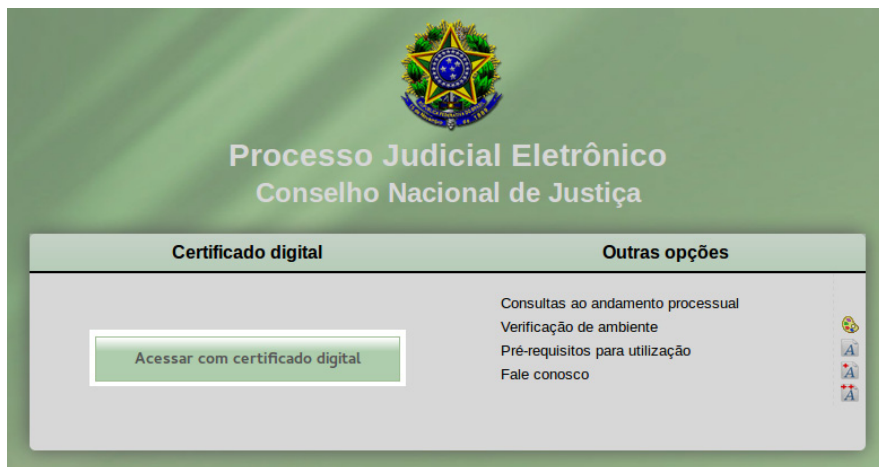 Processo Judicial Eletrônico
Conselho Nacional de Justiça
Certificado digital
Outras opções
Acessar com certificado digital
Consultas ao andamento processual
Verificação de ambiente
Pré-requisitos para utilização
Fale conosco
A
+A
++A